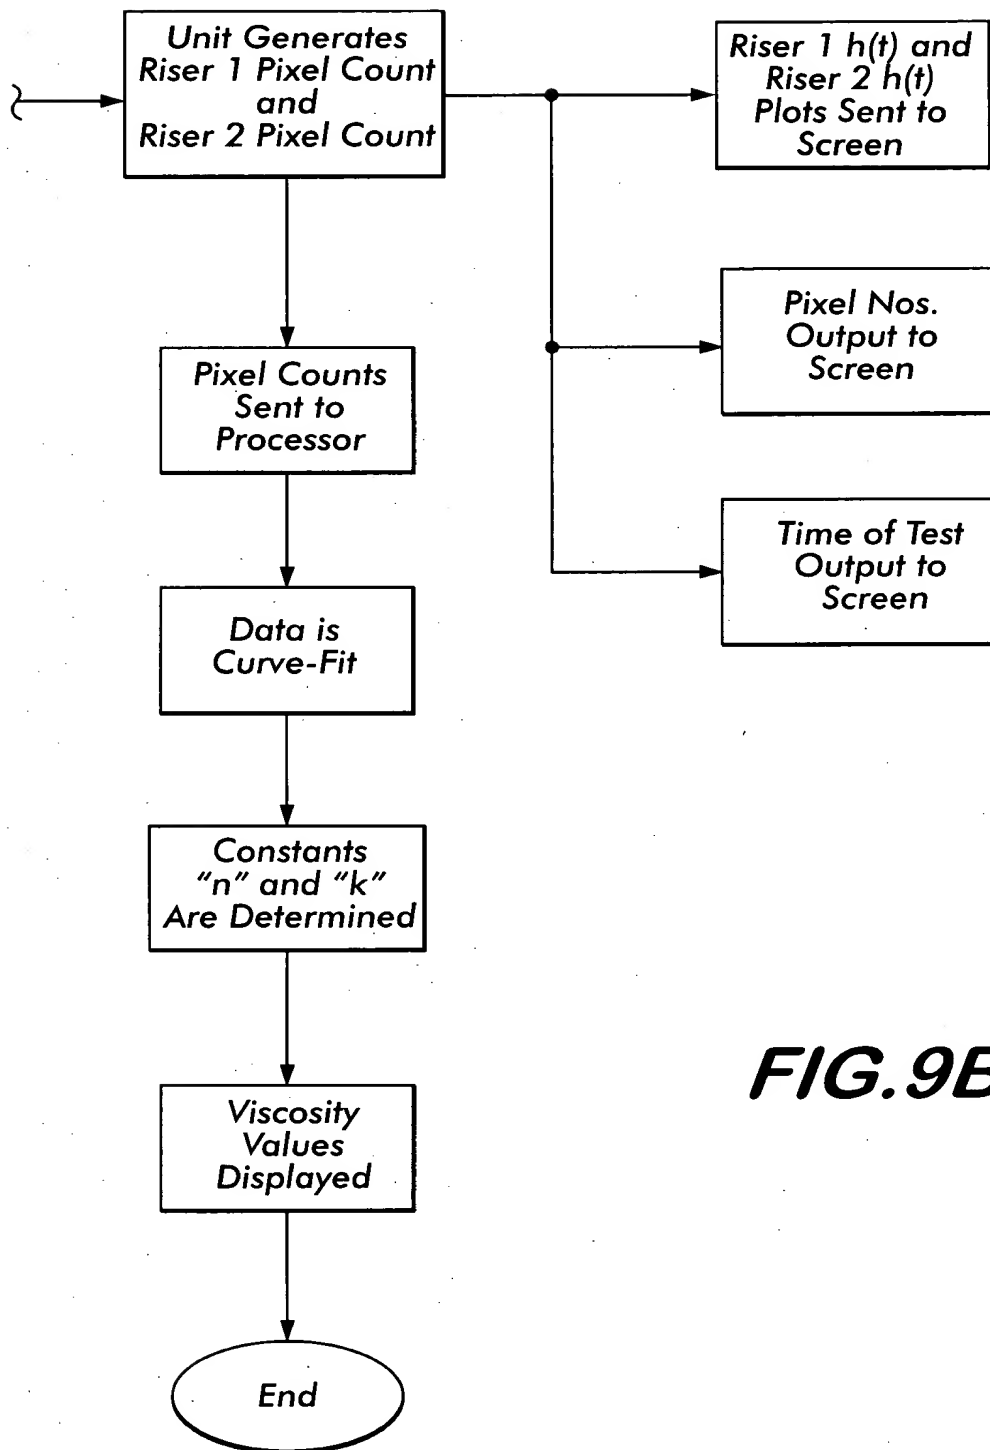 Unit Generates
Riser 1 Pixel Count
and
Riser 2 Pixel Count
Riser 1 h(t) and
Riser 2 h(t)
Plots Sent to
Screen
Pixel Nos.
Output to
Screen
Pixel Counts
Sent to
Processor
Time of Test
Output to
Screen
Data is
Curve-Fit
Constants
"n" and "k"
Are Determined
Viscosity
Values
Displayed
End
FIG.9B